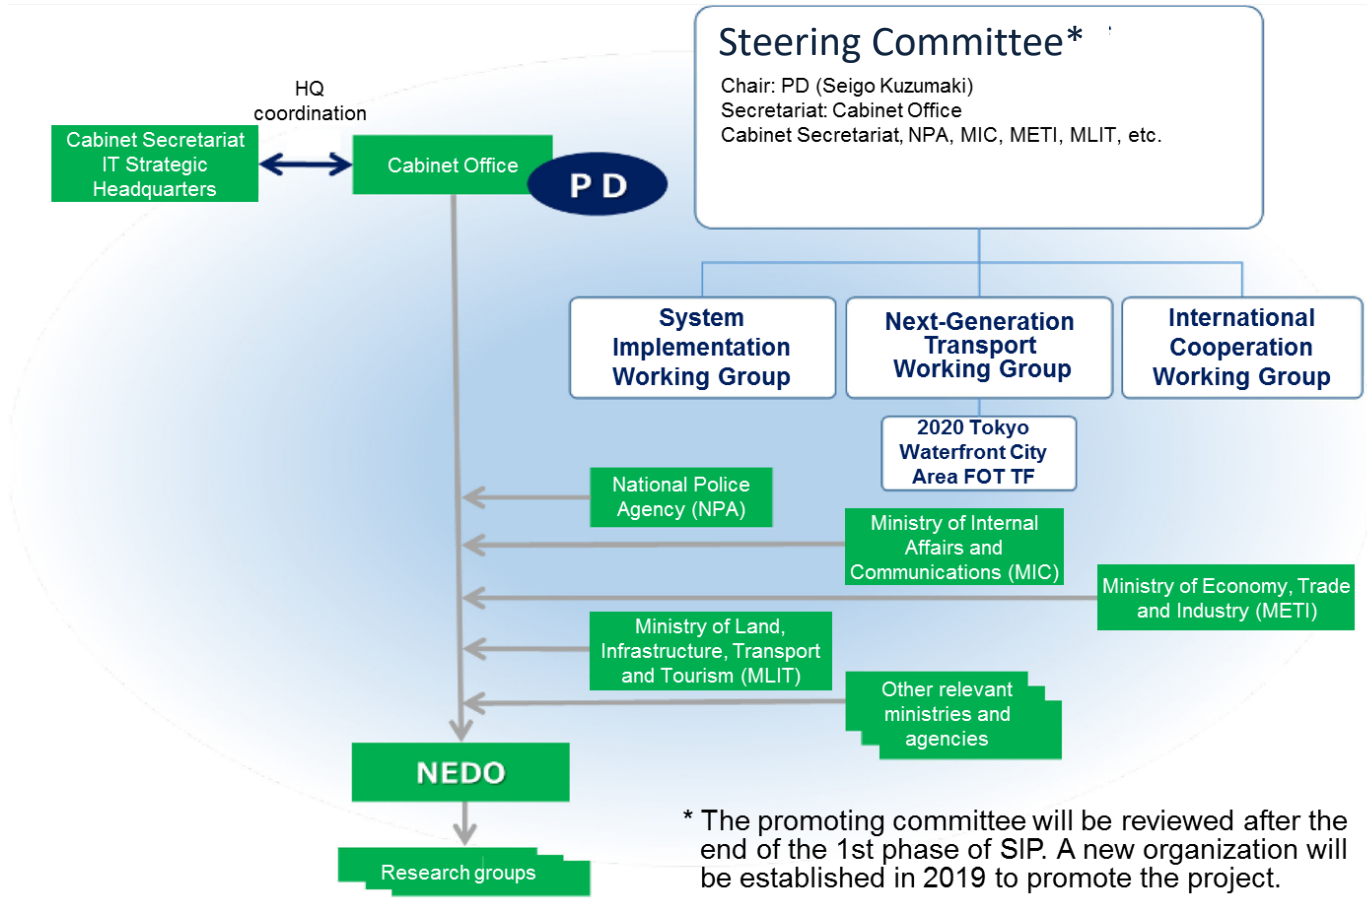 Steering Committee*
Chair: PD (Seigo Kuzumaki)
Secretariat: Cabinet Office
Cabinet Secretariat, NPA, MIC, METI, MLIT, etc.
HQ
coordination
Cabinet Secretariat
IT Strategic
Headquarters
Cabinet Office
PD
System
Implementation
Working Group
Next-Generation
Transport
Working Group
International
Cooperation
Working Group
2020 Tokyo
Waterfront City
Area FOT TF
National Police
Agency (NPA)
Ministry of Internal
Affairs and
Communications (MIC)
Ministry of Economy, Trade
and Industry (METI)
Ministry of Land,
Infrastructure, Transport
and Tourism (MLIT)
Other relevant
ministries and
agencies
NEDO
Research groups
* The promoting committee will be reviewed after the
end of the 1st phase of SIP. A new organization will
be established in 2019 to promote the project.